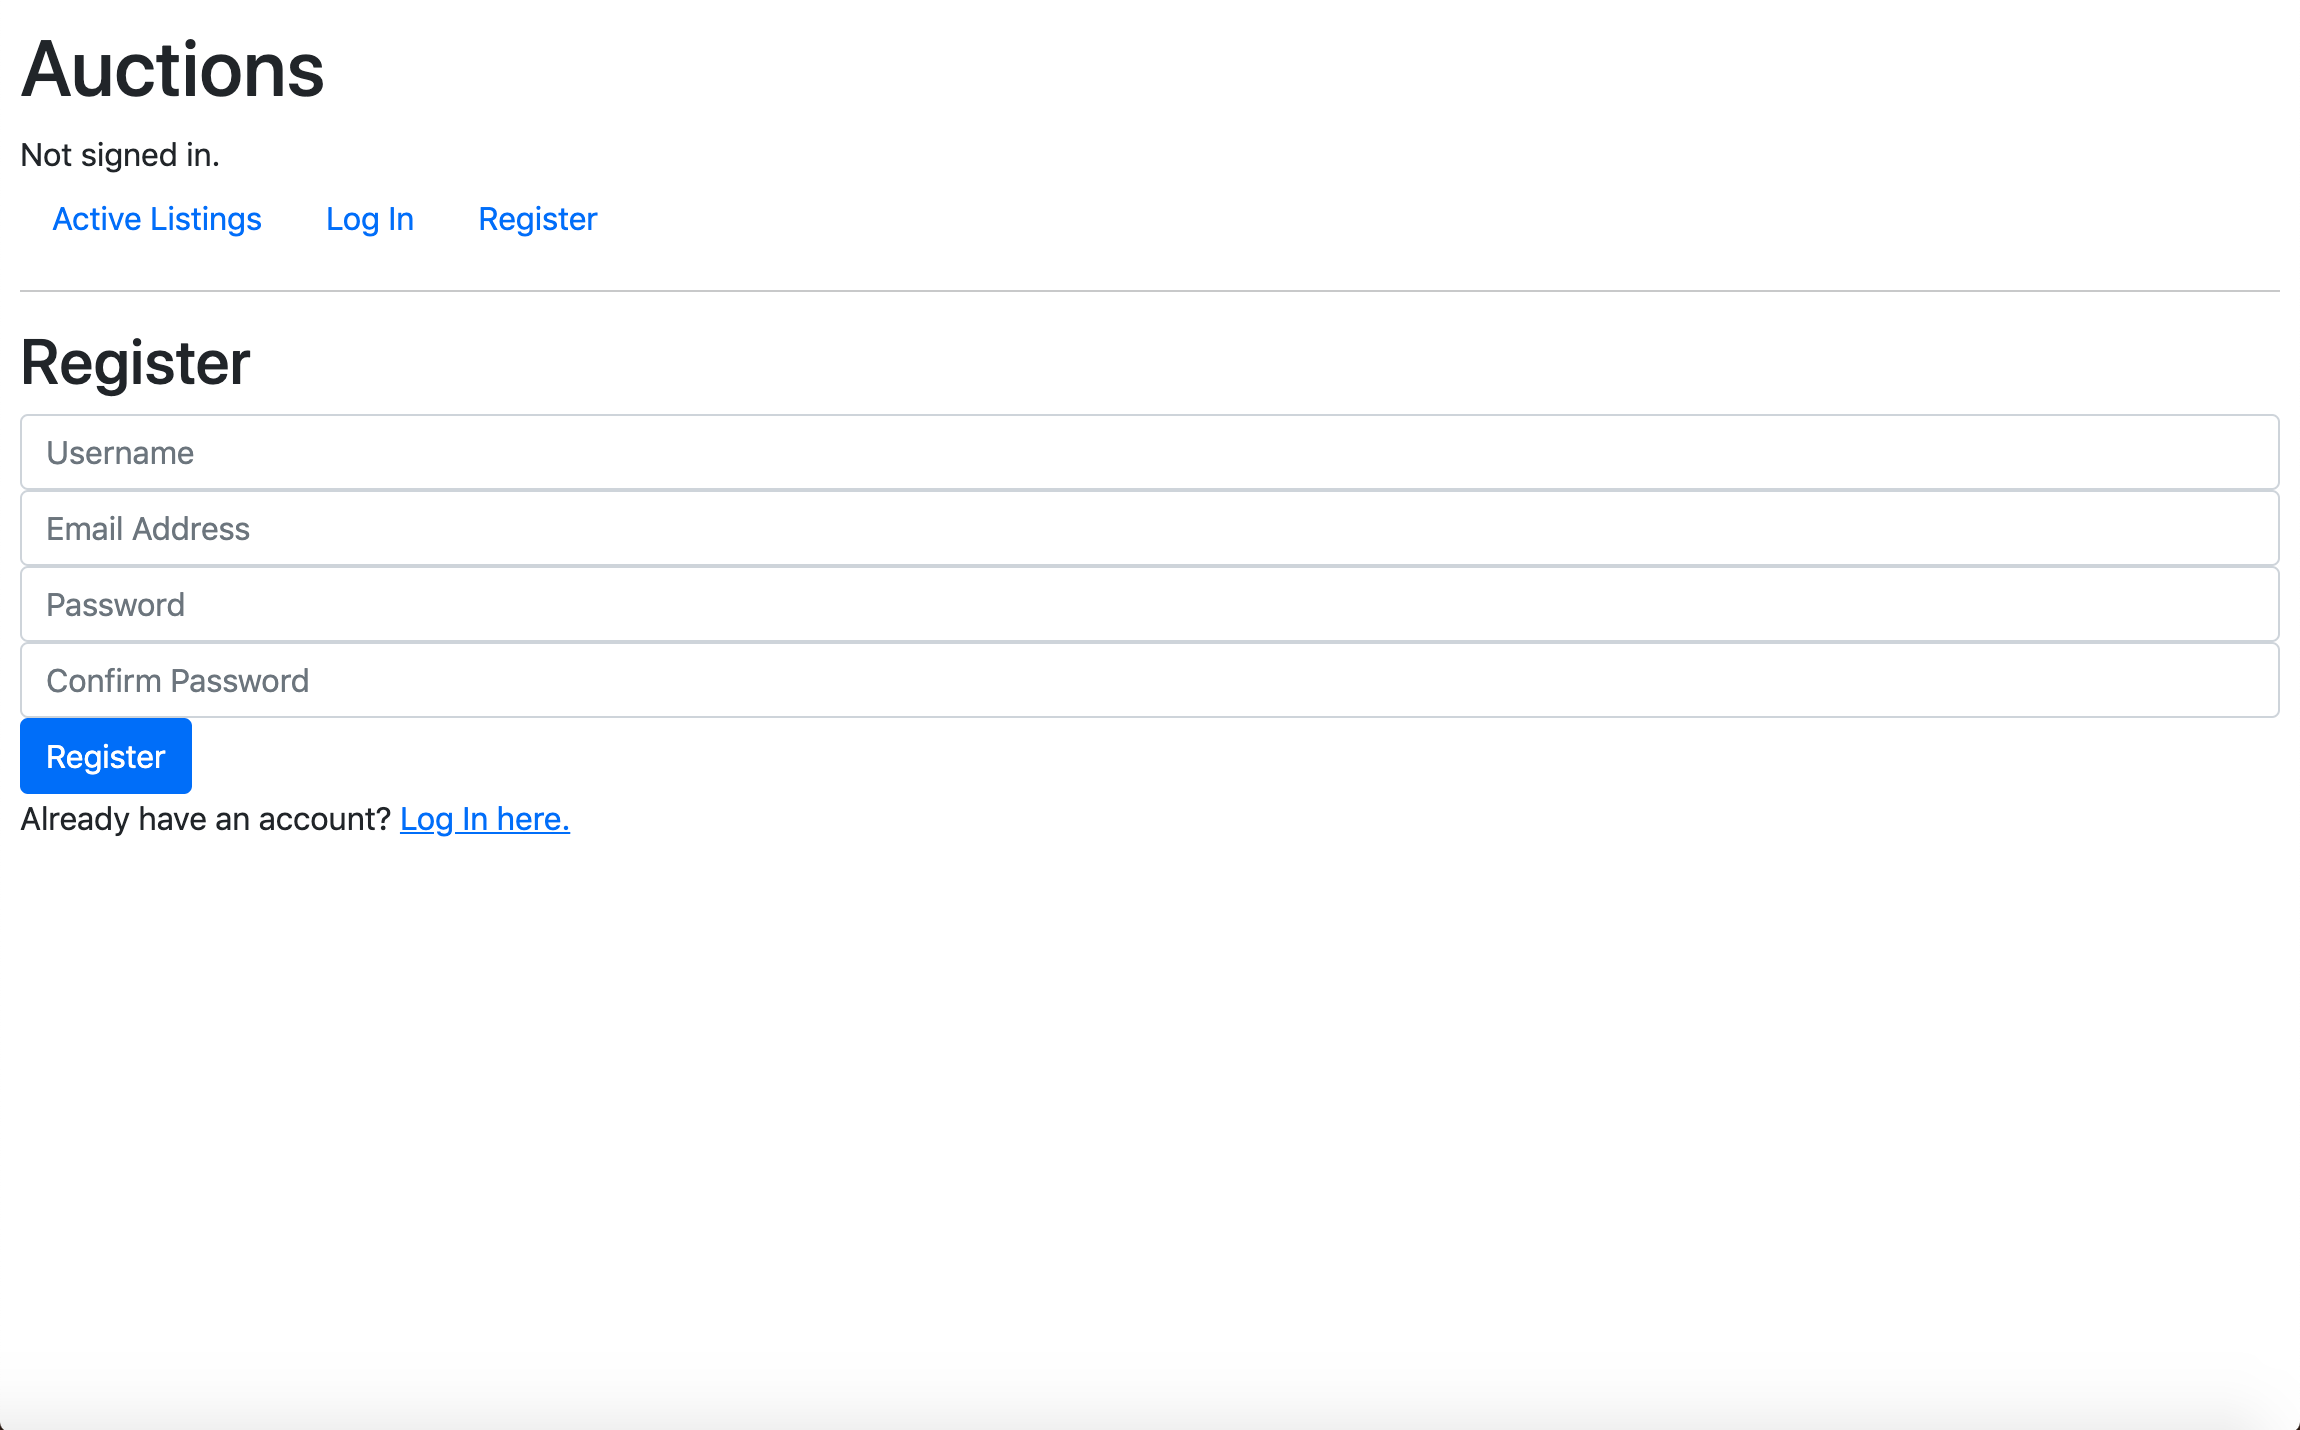 Auctions
Not signed in.
Active Listings Log In Register
Register
Username
Email Address
Password
Confirm Password
Register
Already have an account? Log In here.